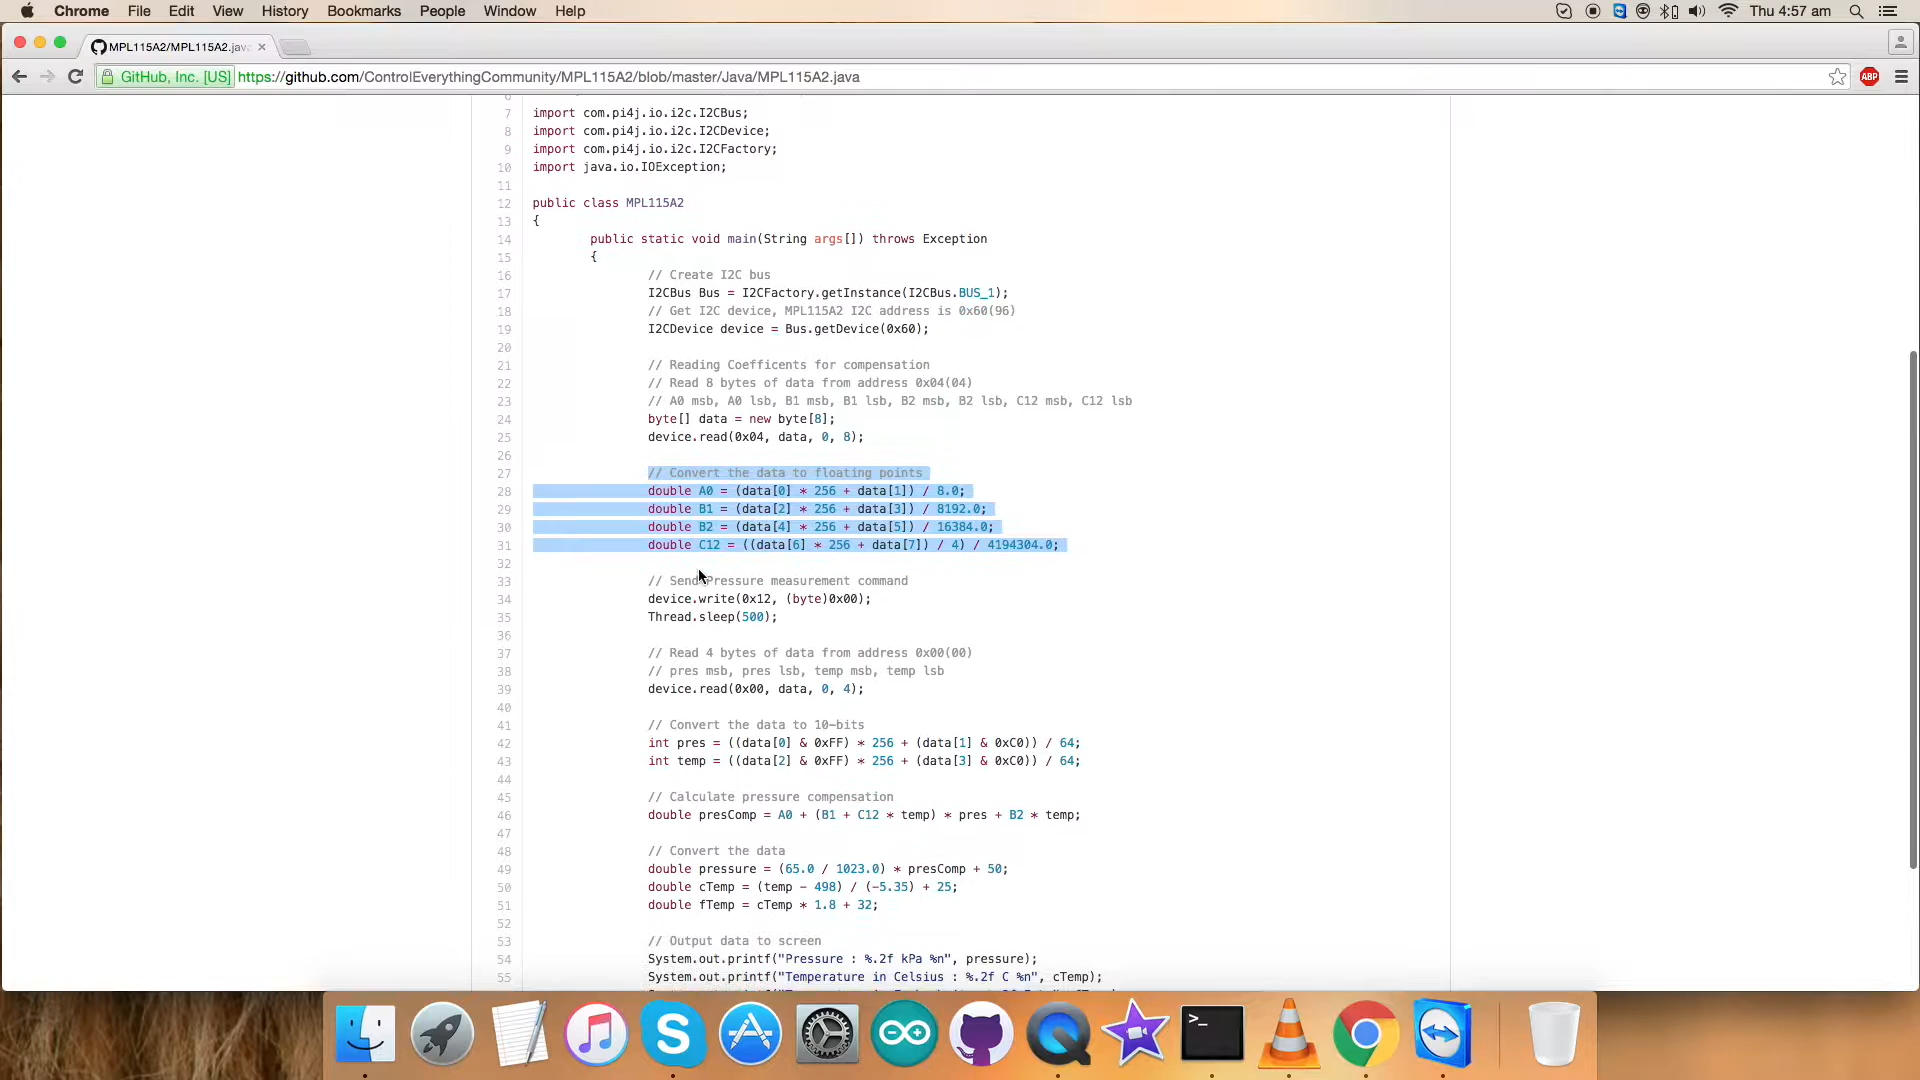 Chrome File Edit View History Bookmarks People Window Help Thu 4:57 am
MPL115A2/MPL115A2.jav
GitHub, Inc. [US] https://github.com/ControlEverythingCommunity/MPL115A2/blob/master/Java/MPL115A2.java
ABP
7 import com.pi4j.io.i2c.I2CBus;
8 import com.pi4j.io.i2c.I2CDevice;
9 import com.pi4j.io.i2c.I2CFactory;
10 import java.io.IOException;
11
12 public class MPL115A2
13 {
14 public static void main(String args[]) throws Exception
15 {
16 // Create I2C bus
17 I2CBus Bus = I2CFactory.getInstance(I2CBus.BUS_1);
18 // Get I2C device, MPL115A2 I2C address is 0x60(96)
19 I2CDevice device = Bus.getDevice(0x60);
20
21 // Reading Coefficents for compensation
22 // Read 8 bytes of data from address 0x04(04)
23 // A0 msb, A0 lsb, B1 msb, B1 lsb, B2 msb, B2 lsb, C12 msb, C12 lsb
24 byte[] data = new byte[8];
25 device.read(0x04, data, 0, 8);
26
27 // Convert the data to floating points
28 double A0 = (data[0] * 256 + data[1]) / 8.0;
29 double B1 = (data[2] * 256 + data[3]) / 8192.0;
30 double B2 = (data[4] * 256 + data[5]) / 16384.0;
31 double C12 = ((data[6] * 256 + data[7]) / 4) / 4194304.0;
32
33 // Send Pressure measurement command
34 device.write(0x12, (byte)0x00);
35 Thread.sleep(500);
36
37 // Read 4 bytes of data from address 0x00(00)
38 // pres msb, pres lsb, temp msb, temp lsb
39 device.read(0x00, data, 0, 4);
40
41 // Convert the data to 10-bits
42 int pres = ((data[0] & 0xFF) * 256 + (data[1] & 0xC0)) / 64;
43 int temp = ((data[2] & 0xFF) * 256 + (data[3] & 0xC0)) / 64;
44
45 // Calculate pressure compensation
46 double presComp = A0 + (B1 + C12 * temp) * pres + B2 * temp;
47
48 // Convert the data
49 double pressure = (65.0 / 1023.0) * presComp + 50;
50 double cTemp = (temp - 498) / (-5.35) + 25;
51 double fTemp = cTemp * 1.8 + 32;
52
53 // Output data to screen
54 System.out.printf("Pressure : %.2f kPa %n", pressure);
55 System.out.printf("Temperature in Celsius : %.2f C %n", cTemp);